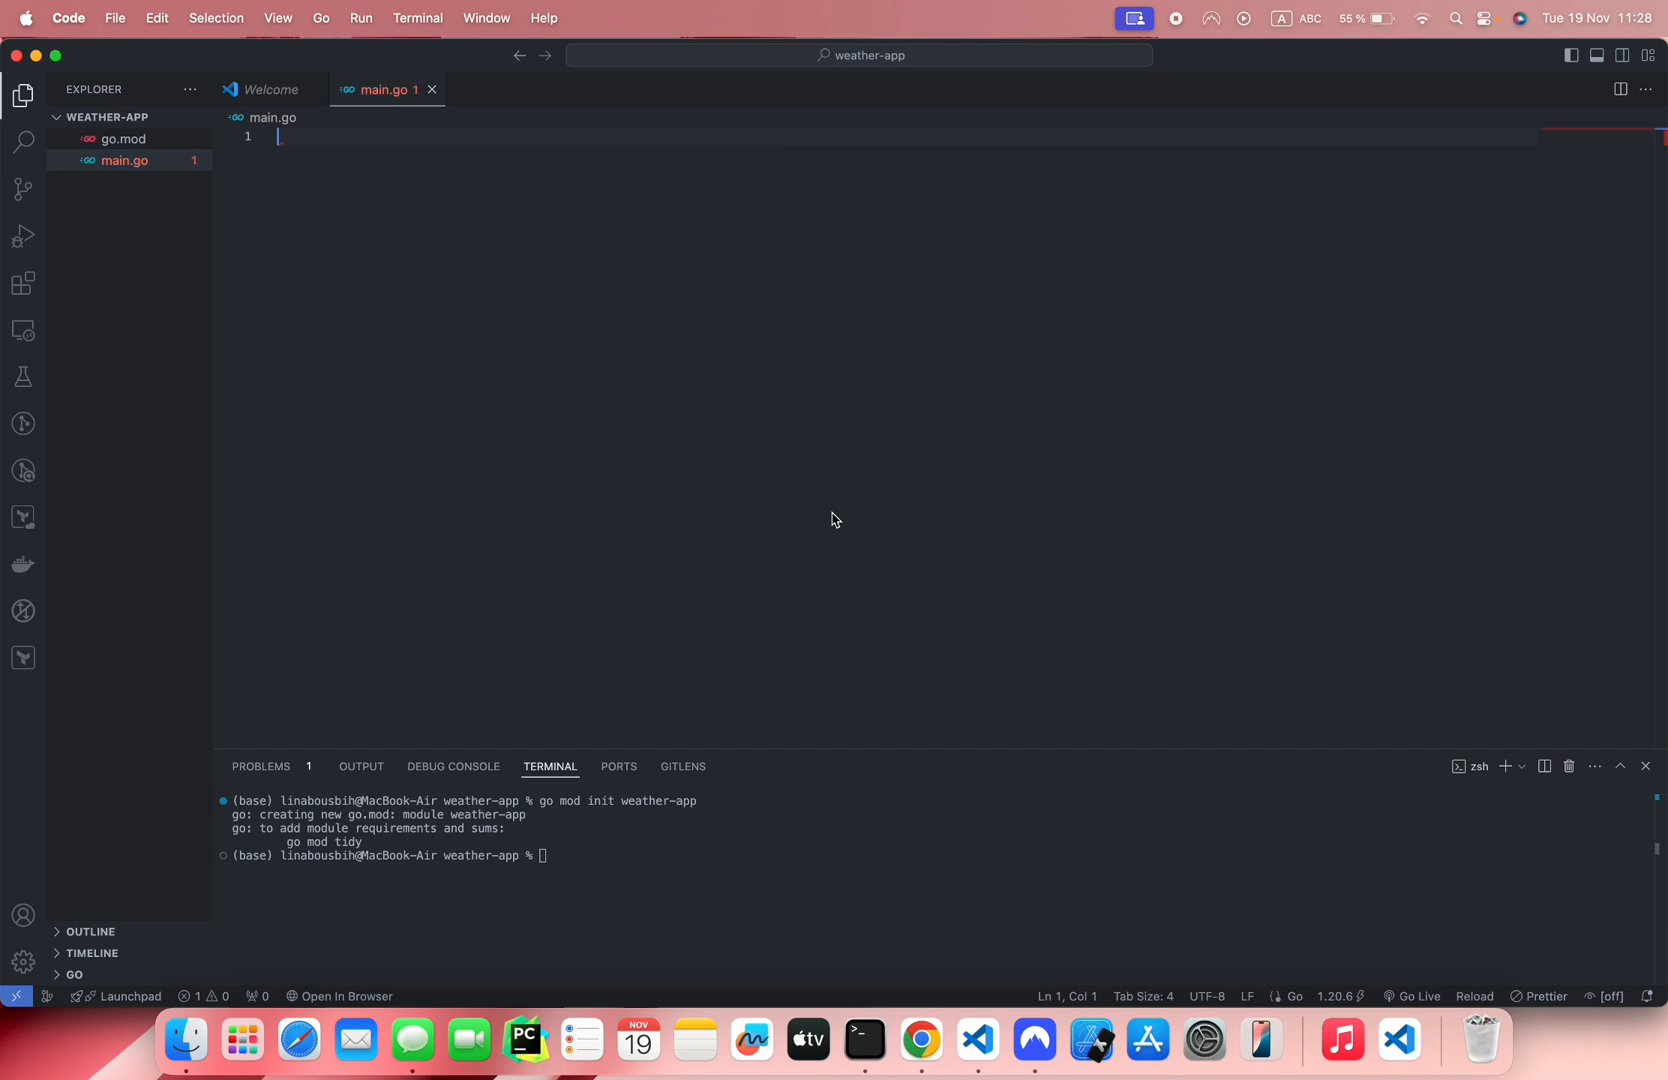 Code File Edit Selection View Go Run Terminal Window Help
A ABC 55 % Tue 19 Nov 11:28
weather-app
EXPLORER
Welcome
main.go 1
WEATHER-APP
go.mod
main.go 1
main.go
1
PROBLEMS 1 OUTPUT DEBUG CONSOLE TERMINAL PORTS GITLENS
zsh
(base) linabousbih@MacBook-Air weather-app % go mod init weather-app
go: creating new go.mod: module weather-app
go: to add module requirements and sums:
go mod tidy
(base) linabousbih@MacBook-Air weather-app %
OUTLINE
TIMELINE
GO
Launchpad 1 0 0 Open In Browser
Ln 1, Col 1 Tab Size: 4 UTF-8 LF Go 1.20.6 Go Live Reload Prettier [off]
PC
NOV
19
tv